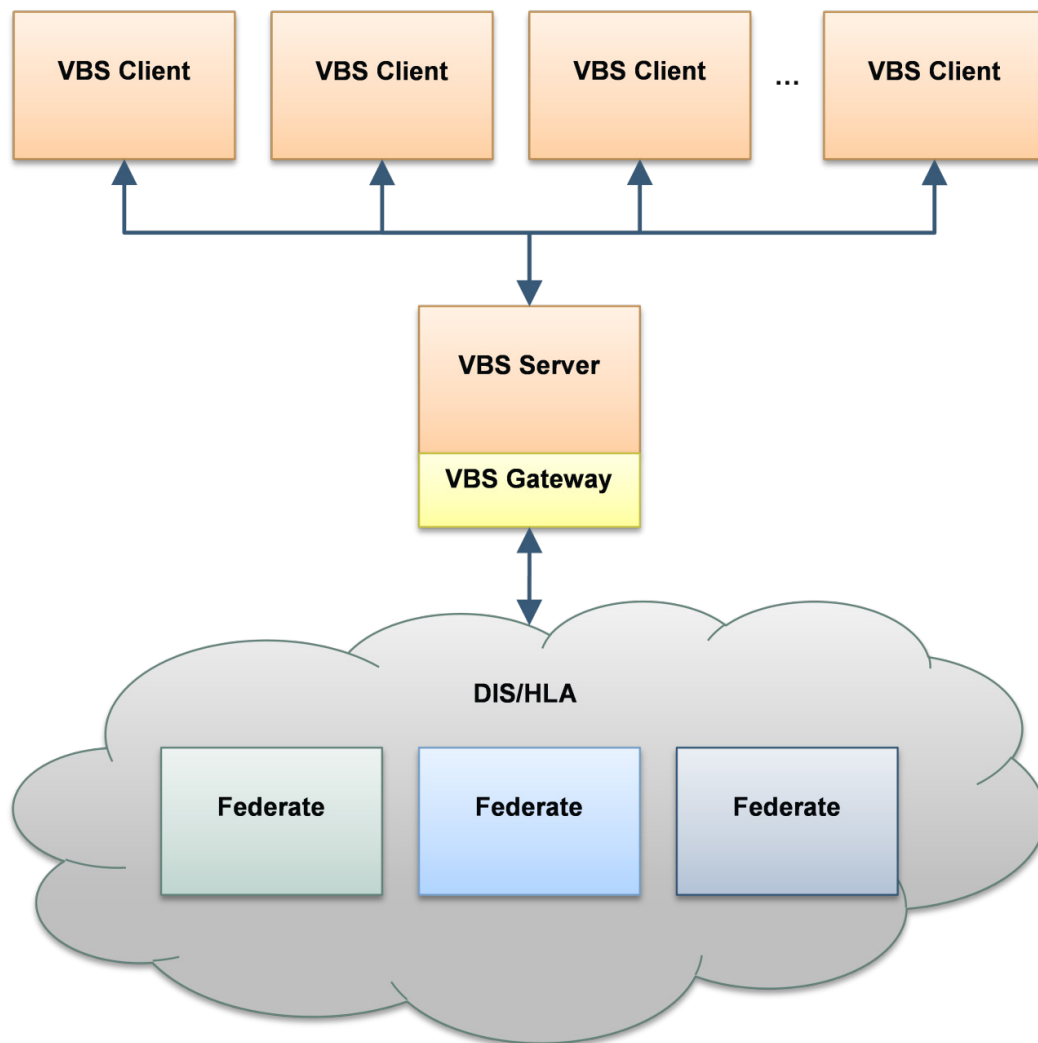 VBS Client
VBS Client
VBS Client
...
VBS Client
VBS Server
VBS Gateway
DIS/HLA
Federate
Federate
Federate